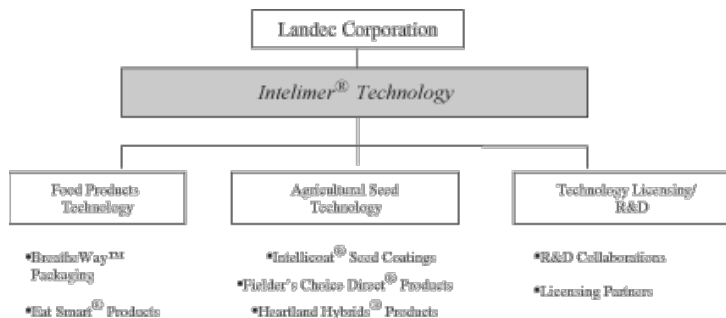 Landec Corporation
Intelimer® Technology
Food Products
Technology
Agricultural Seed
Technology
Technology Licensing/
R&D
•BreatheWay™
Packaging
•Eat Smart® Products
•Intellicoat® Seed Coatings
•Fielder's Choice Direct® Products
•Heartland Hybrids® Products
•R&D Collaborations
•Licensing Partners